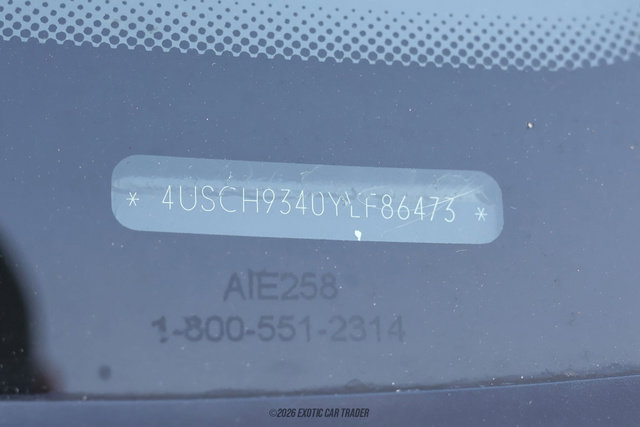 * 4USCH9340YLF86473 *
AIE258
1-800-551-2314
©2026 EXOTIC CAR TRADER